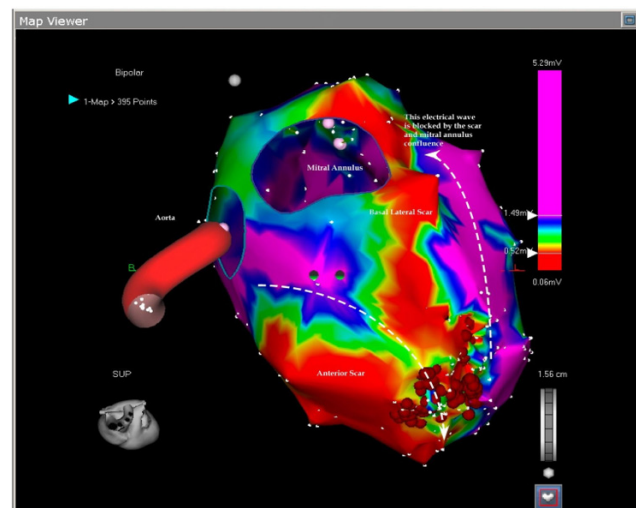 Map Viewer
Bipolar
1-Map > 395 Points
5.29mV
This electrical wave
is blocked by the scar
and mitral annulus
confluence
Mitral Annulus
Aorta
Basal Lateral Scar
1.49mV
0.52mV
0.06mV
Anterior Scar
SUP
1.56 cm